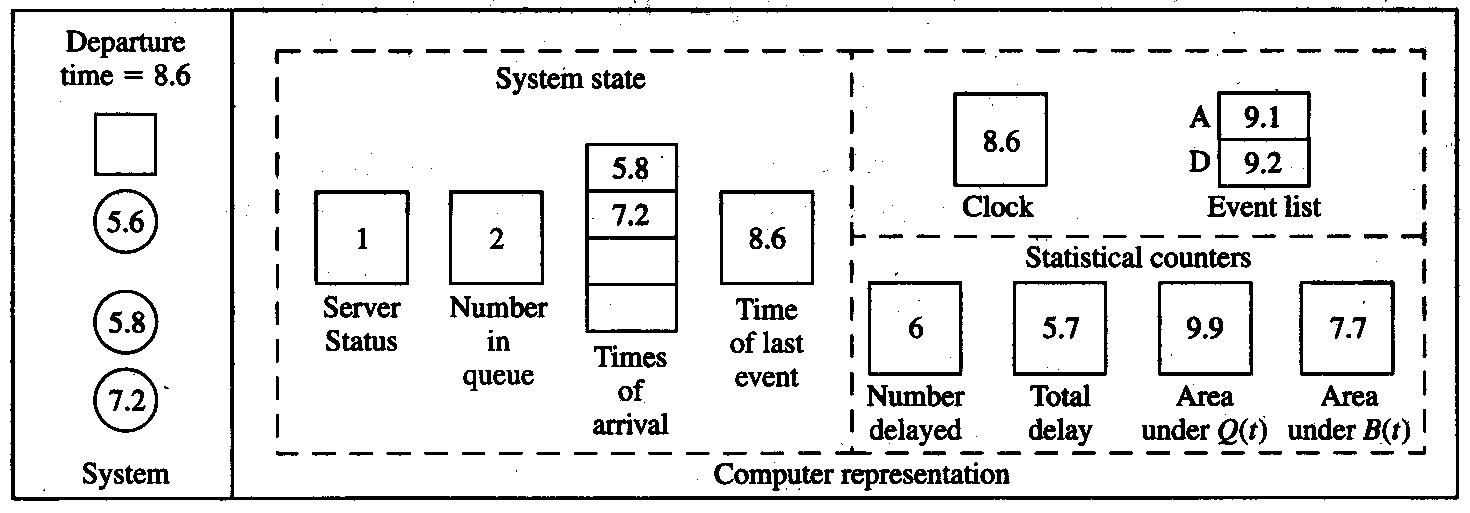 Departure
time = 8.6
5.6
5.8
7.2
System
System state
1
Server
Status
2
Number
in
queue
5.8
7.2
Times
of
arrival
8.6
Time
of last
event
8.6
Clock
A 9.1
D 9.2
Event list
Statistical counters
6
Number
delayed
5.7
Total
delay
9.9
Area
under Q(t)
7.7
Area
under B(t)
Computer representation